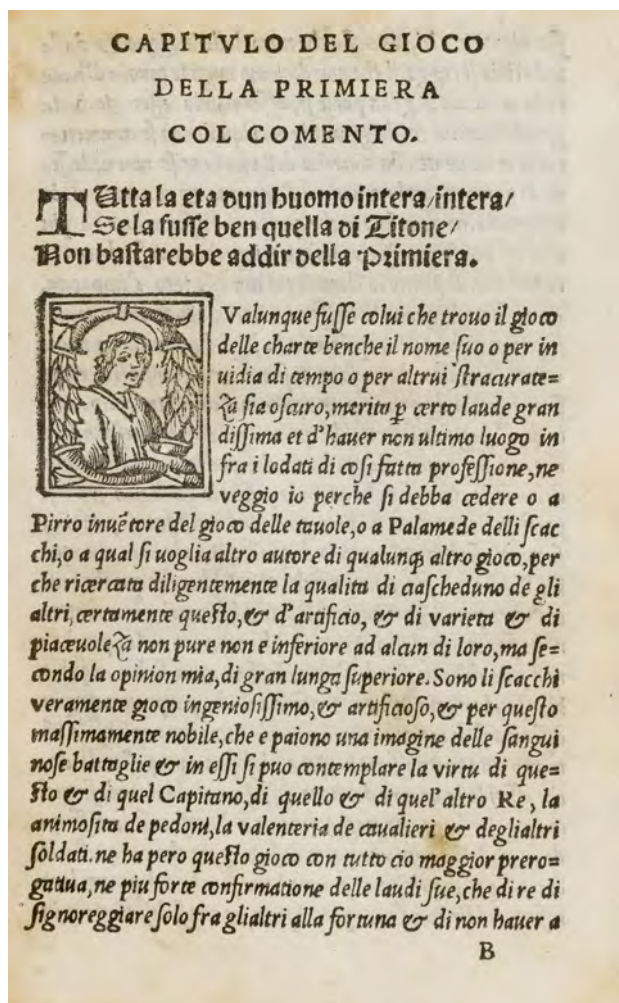 CAPITVLO DEL GIOCO
DELLA PRIMIERA
COL COMENTO.
TUtta la eta dun huomo intera/intera/
Se la fusse ben quella di Titone/
Non bastarebbe addir della Primiera.
QValunque fusse colui che trouo il gioco
delle charte benche il nome suo o per in
uidia di tempo o per altrui stracurate=
za sia oscuro, merita ꝑ certo laude gran
dissima et d'hauer non ultimo luogo in
fra i lodati di cosi fatta professione, ne
veggio io perche si debba cedere o a
Pirro inuẽtore del gioco delle tauole, o a Palamede delli scac
chi, o a qual si uoglia altro autore di qualunqꝫ altro gioco, per
che ricercata diligentemente la qualita di ciascheduno de gli
altri, certamente questo, & d'artificio, & di varieta & di
piaceuoleza non pure non e inferiore ad alcun di loro, ma se=
condo la opinion mia, di gran lunga superiore. Sono li scacchi
veramente gioco ingeniosissimo, & artificioso, & per questo
massimamente nobile, che e paiono una imagine delle sangui
nose battaglie & in essi si puo contemplare la virtu di que=
sto & di quel Capitano, di quello & di quel'altro Re, la
animosita de pedoni, la valenteria de caualieri & deglialtri
soldati. ne ha pero questo gioco con tutto cio maggior prero=
gatiua, ne piu forte confirmatione delle laudi sue, che di re di
signoreggiare solo fra glialtri alla fortuna & di non hauer a
B